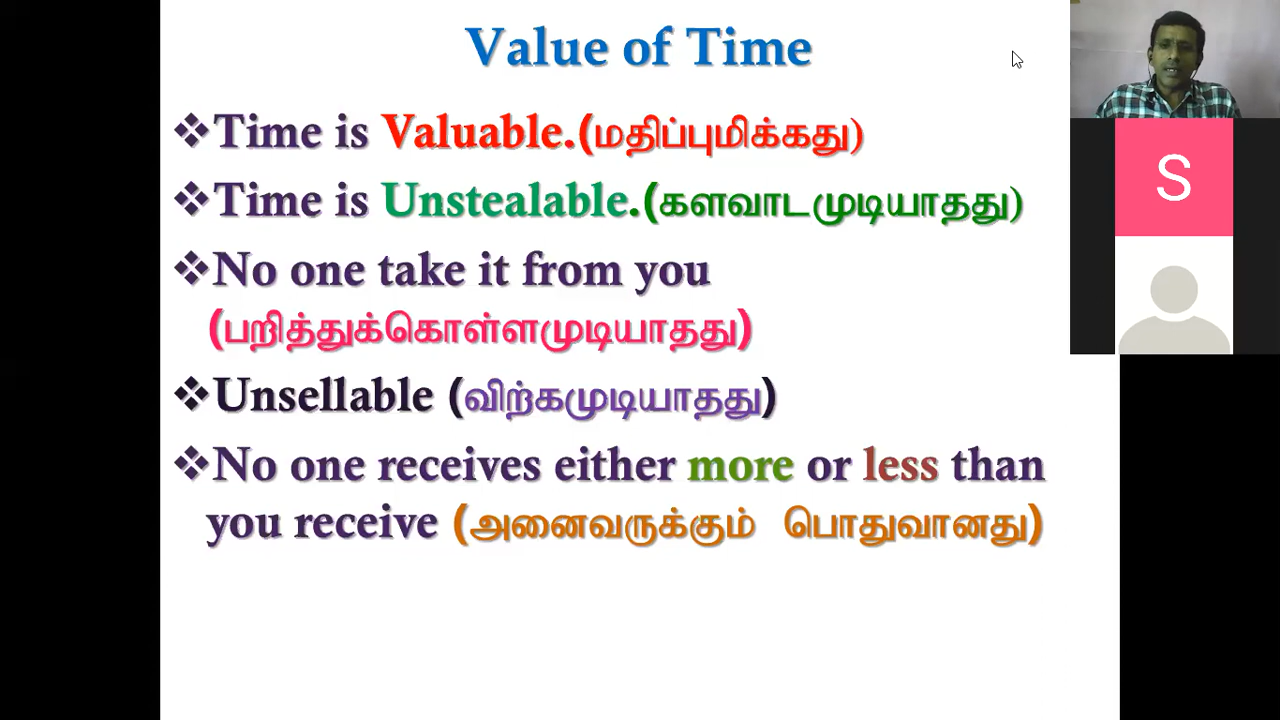 Value of Time
❖Time is Valuable.(மதிப்புமிக்கது)
❖Time is Unstealable.(களவாடமுடியாதது)
❖No one take it from you
(பறித்துக்கொள்ளமுடியாதது)
❖Unsellable (விற்கமுடியாதது)
❖No one receives either more or less than
you receive (அனைவருக்கும் பொதுவானது)
S